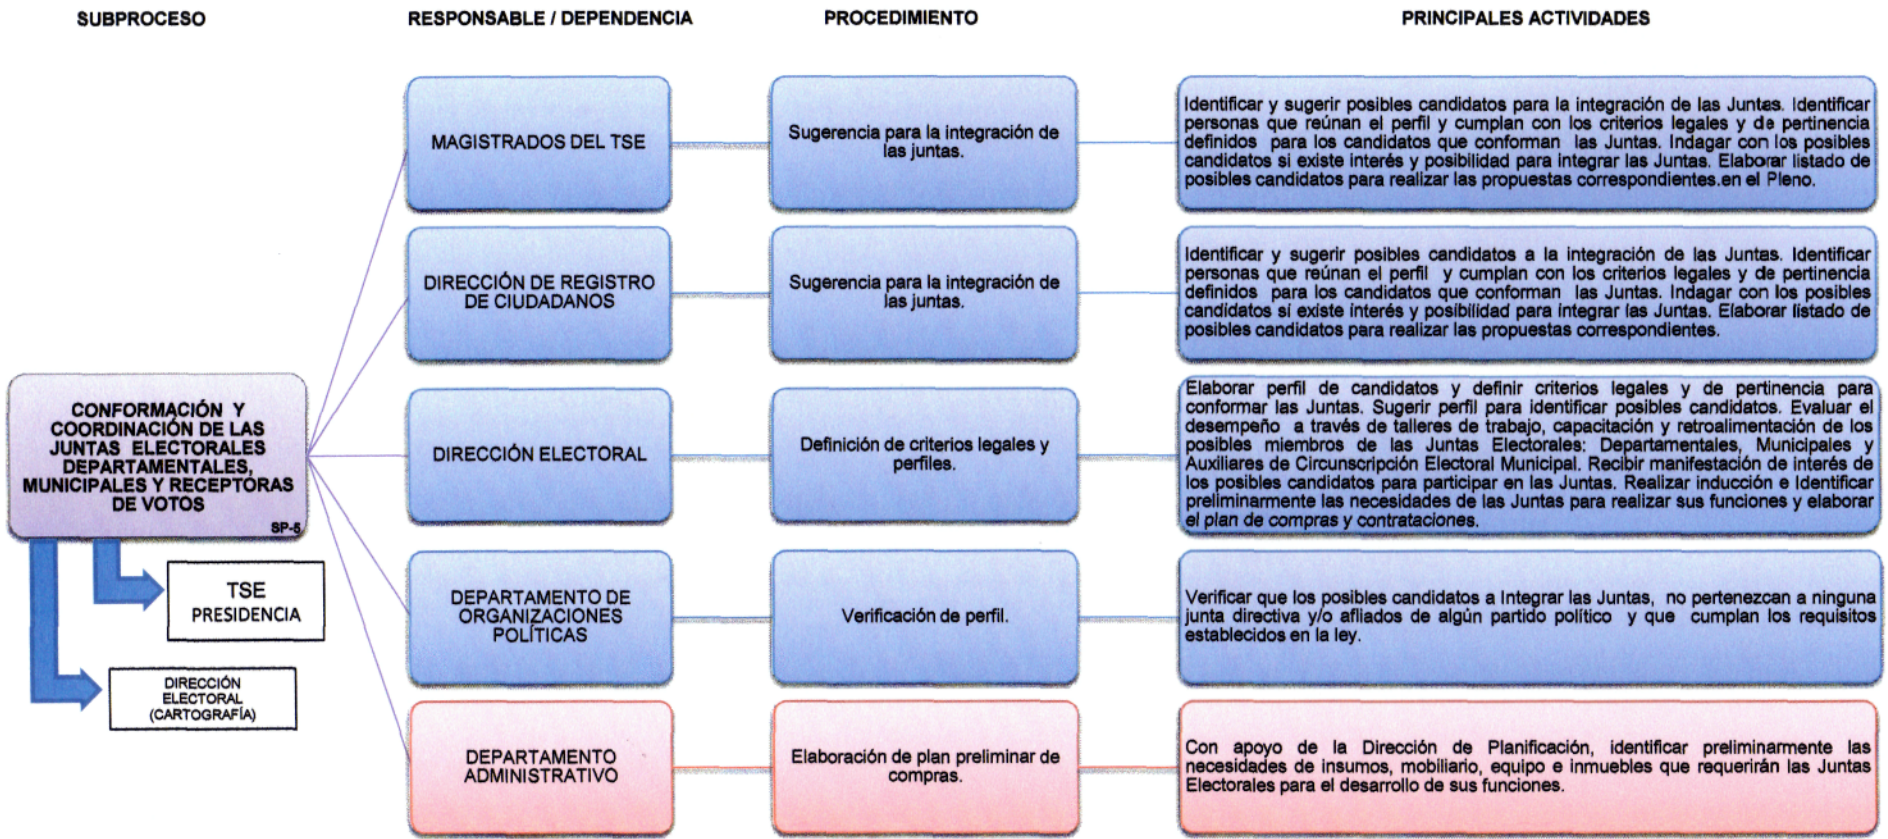 SUBPROCESO
RESPONSABLE / DEPENDENCIA
PROCEDIMIENTO
PRINCIPALES ACTIVIDADES
CONFORMACIÓN Y
COORDINACIÓN DE LAS
JUNTAS ELECTORALES
DEPARTAMENTALES,
MUNICIPALES Y RECEPTORAS
DE VOTOS
SP-5
TSE
PRESIDENCIA
DIRECCIÓN
ELECTORAL
(CARTOGRAFÍA)
MAGISTRADOS DEL TSE
Sugerencia para la integración de
las juntas.
Identificar y sugerir posibles candidatos para la integración de las Juntas. Identificar
personas que reúnan el perfil y cumplan con los criterios legales y de pertinencia
definidos para los candidatos que conforman las Juntas. Indagar con los posibles
candidatos si existe interés y posibilidad para integrar las Juntas. Elaborar listado de
posibles candidatos para realizar las propuestas correspondientes.en el Pleno.
DIRECCIÓN DE REGISTRO
DE CIUDADANOS
Sugerencia para la integración de
las juntas.
Identificar y sugerir posibles candidatos a la integración de las Juntas. Identificar
personas que reúnan el perfil y cumplan con los criterios legales y de pertinencia
definidos para los candidatos que conforman las Juntas. Indagar con los posibles
candidatos si existe interés y posibilidad para integrar las Juntas. Elaborar listado de
posibles candidatos para realizar las propuestas correspondientes.
DIRECCIÓN ELECTORAL
Definición de criterios legales y
perfiles.
Elaborar perfil de candidatos y definir criterios legales y de pertinencia para
conformar las Juntas. Sugerir perfil para identificar posibles candidatos. Evaluar el
desempeño a través de talleres de trabajo, capacitación y retroalimentación de los
posibles miembros de las Juntas Electorales; Departamentales, Municipales y
Auxiliares de Circunscripción Electoral Municipal. Recibir manifestación de interés de
los posibles candidatos para participar en las Juntas. Realizar inducción e Identificar
preliminarmente las necesidades de las Juntas para realizar sus funciones y elaborar
el plan de compras y contrataciones.
DEPARTAMENTO DE
ORGANIZACIONES
POLÍTICAS
Verificación de perfil.
Verificar que los posibles candidatos a Integrar las Juntas, no pertenezcan a ninguna
junta directiva y/o afliados de algún partido político y que cumplan los requisitos
establecidos en la ley.
DEPARTAMENTO
ADMINISTRATIVO
Elaboración de plan preliminar de
compras.
Con apoyo de la Dirección de Planificación, identificar preliminarmente las
necesidades de insumos, mobiliario, equipo e inmuebles que requerirán las Juntas
Electorales para el desarrollo de sus funciones.